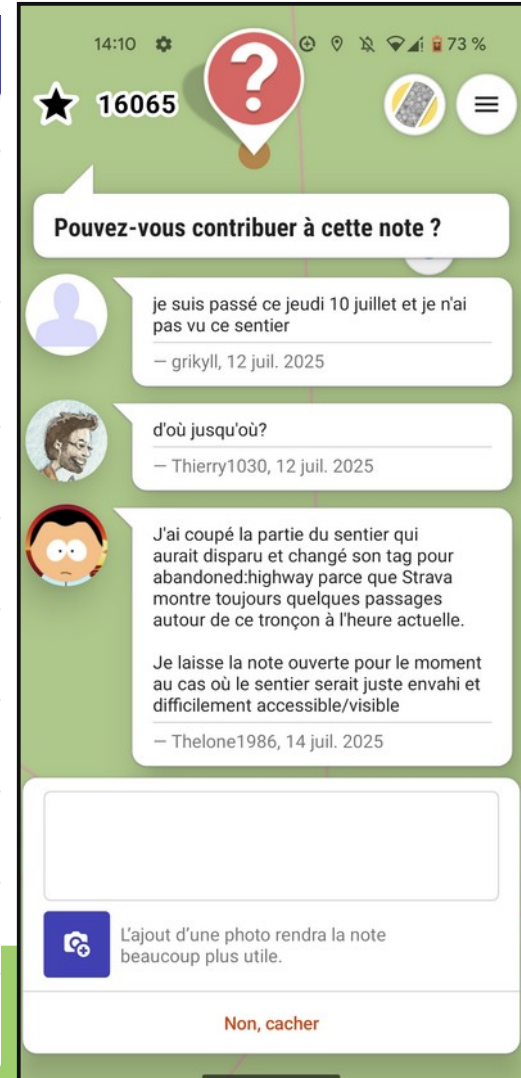 14:10
73 %
16065
Pouvez-vous contribuer à cette note ?
je suis passé ce jeudi 10 juillet et je n'ai
pas vu ce sentier
— grikyll, 12 juil. 2025
d'où jusqu'où?
— Thierry1030, 12 juil. 2025
J'ai coupé la partie du sentier qui
aurait disparu et changé son tag pour
abandoned:highway parce que Strava
montre toujours quelques passages
autour de ce tronçon à l'heure actuelle.
Je laisse la note ouverte pour le moment
au cas où le sentier serait juste envahi et
difficilement accessible/visible
— Thelone1986, 14 juil. 2025
L'ajout d'une photo rendra la note
beaucoup plus utile.
Non, cacher